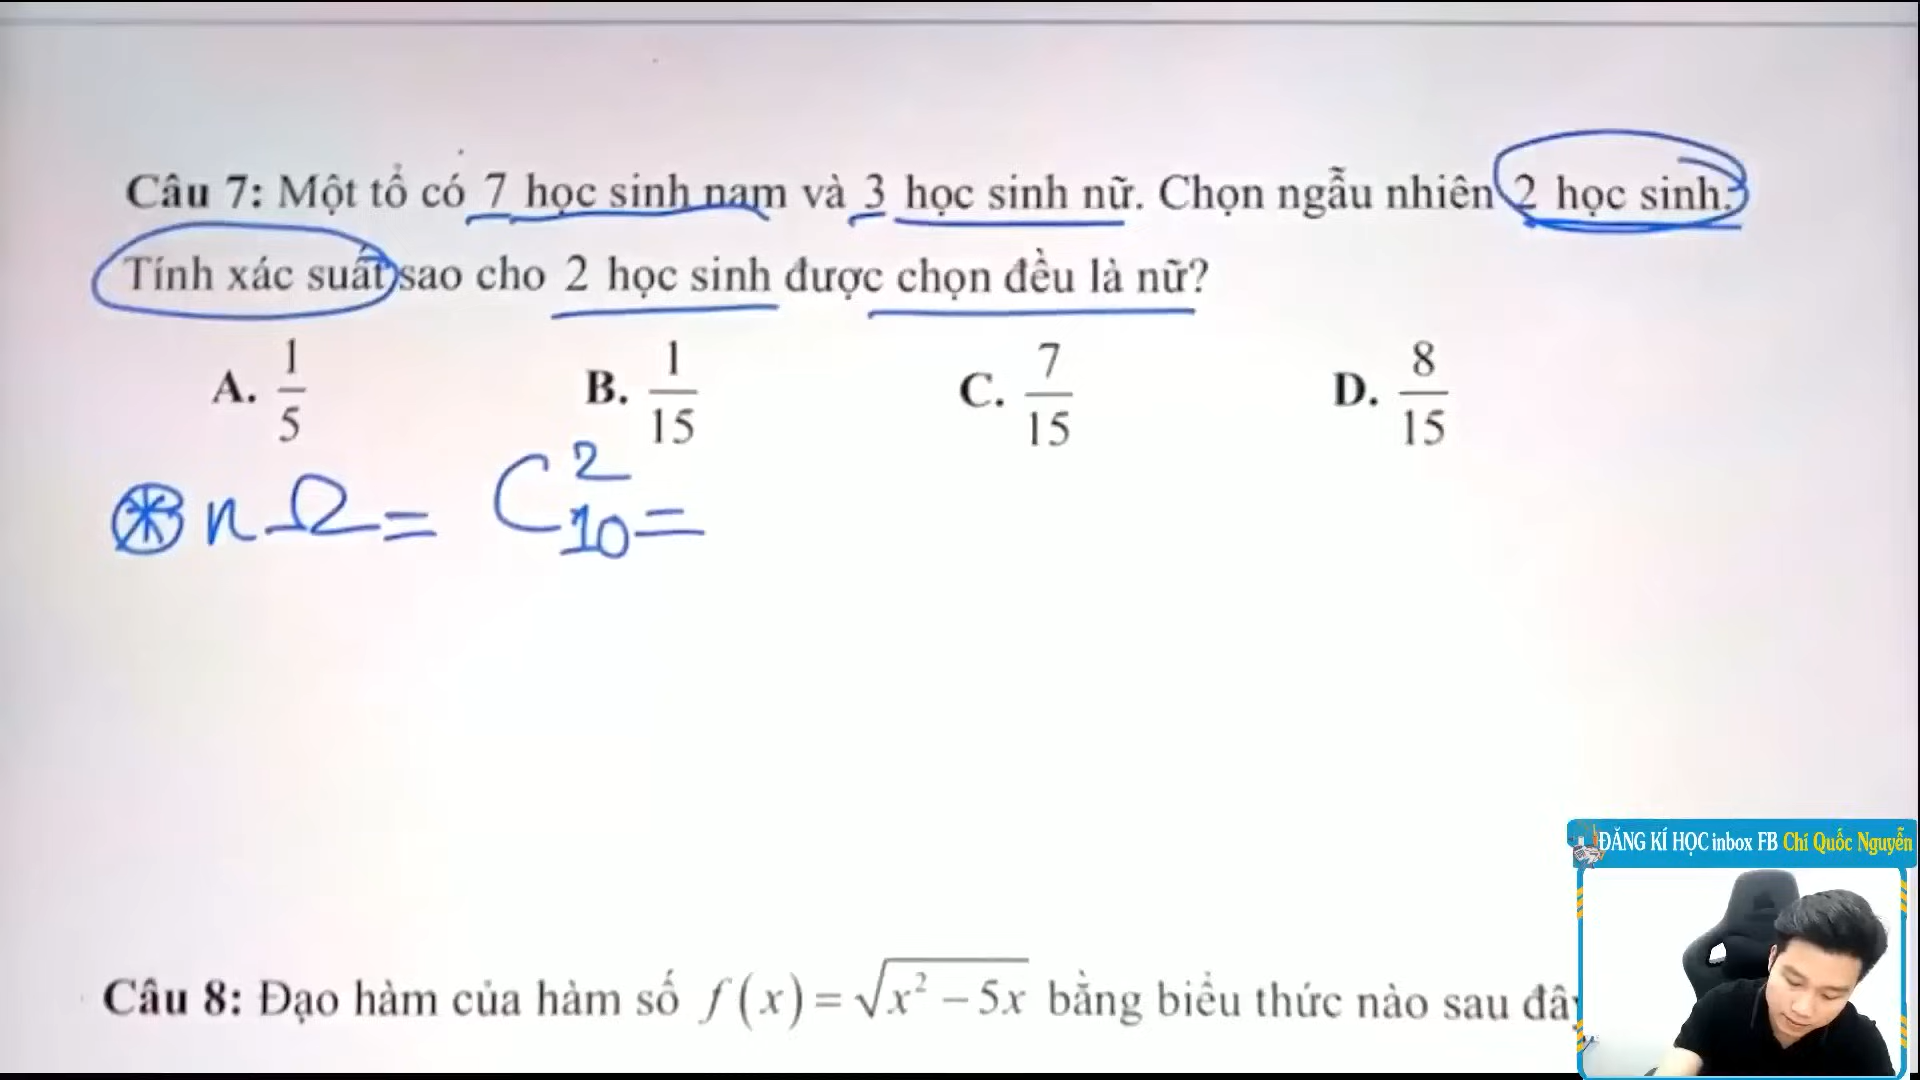 Câu 7: Một tổ có 7 học sinh nam và 3 học sinh nữ. Chọn ngẫu nhiên 2 học sinh.
Tính xác suất sao cho 2 học sinh được chọn đều là nữ?
A. 1/5 B. 1/15 C. 7/15 D. 8/15
⊛ nΩ = C²₁₀ =
ĐĂNG KÍ HỌC inbox FB Chí Quốc Nguyễn
Câu 8: Đạo hàm của hàm số f(x) = √(x² − 5x) bằng biểu thức nào sau đây